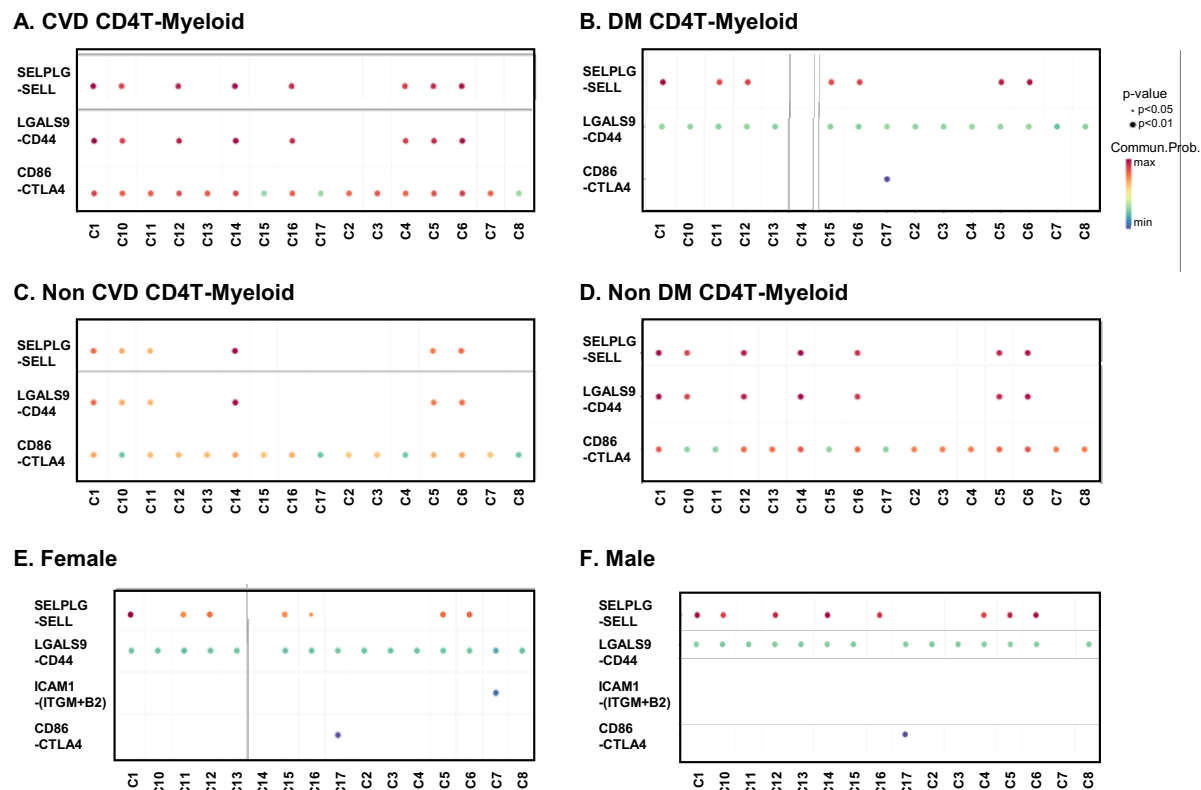 A. CVD CD4T-Myeloid
SELPLG
-SELL
LGALS9
-CD44
CD86
-CTLA4
C1 C10 C11 C12 C13 C14 C15 C16 C17 C2 C3 C4 C5 C6 C7 C8
B. DM CD4T-Myeloid
SELPLG
-SELL
LGALS9
-CD44
CD86
-CTLA4
C1 C10 C11 C12 C13 C14 C15 C16 C17 C2 C3 C4 C5 C6 C7 C8
p-value
p<0.05
p<0.01
Commun.Prob.
max
min
C. Non CVD CD4T-Myeloid
SELPLG
-SELL
LGALS9
-CD44
CD86
-CTLA4
C1 C10 C11 C12 C13 C14 C15 C16 C17 C2 C3 C4 C5 C6 C7 C8
D. Non DM CD4T-Myeloid
SELPLG
-SELL
LGALS9
-CD44
CD86
-CTLA4
C1 C10 C11 C12 C13 C14 C15 C16 C17 C2 C3 C4 C5 C6 C7 C8
E. Female
SELPLG
-SELL
LGALS9
-CD44
ICAM1
-(ITGM+B2)
CD86
-CTLA4
C1 C10 C11 C12 C13 C14 C15 C16 C17 C2 C3 C4 C5 C6 C7 C8
F. Male
SELPLG
-SELL
LGALS9
-CD44
ICAM1
-(ITGM+B2)
CD86
-CTLA4
C1 C10 C11 C12 C13 C14 C15 C16 C17 C2 C3 C4 C5 C6 C7 C8